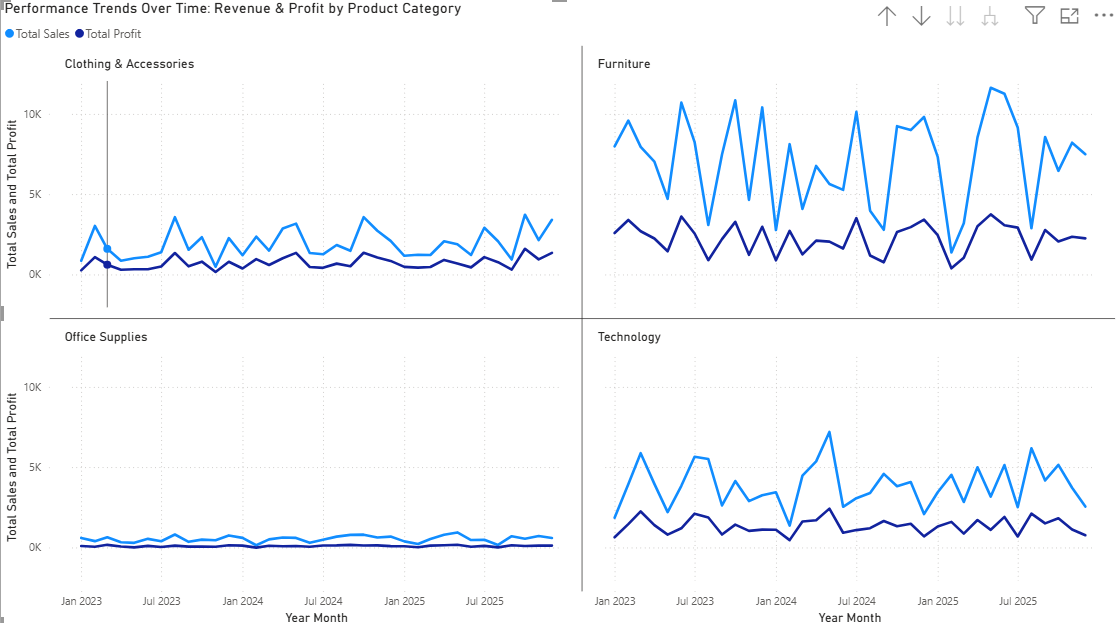 Performance Trends Over Time: Revenue & Profit by Product Category
Total Sales Total Profit
Clothing & Accessories
Furniture
Total Sales and Total Profit
10K
5K
0K
Office Supplies
Technology
Total Sales and Total Profit
10K
5K
0K
Jan 2023 Jul 2023 Jan 2024 Jul 2024 Jan 2025 Jul 2025
Year Month
Jan 2023 Jul 2023 Jan 2024 Jul 2024 Jan 2025 Jul 2025
Year Month